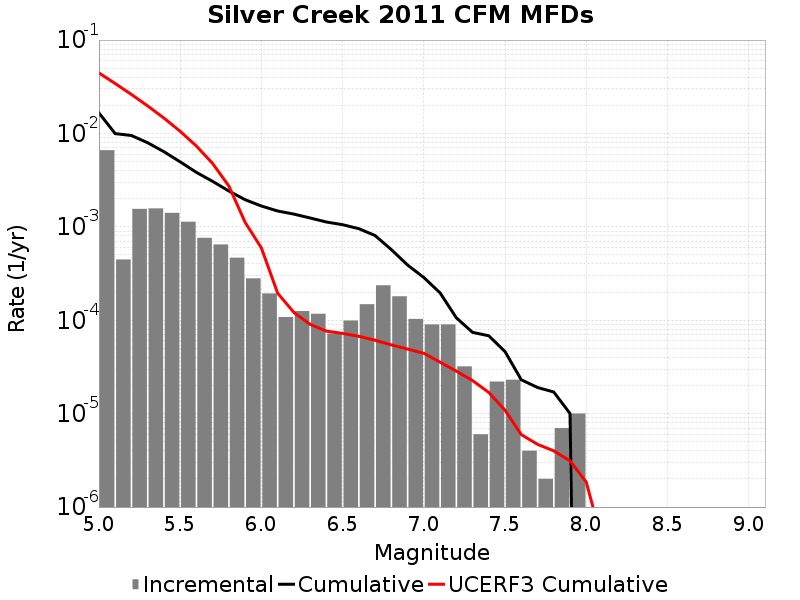 Silver Creek 2011 CFM MFDs
10-1
10-2
10-3
10-4
10-5
10-6
Rate (1/yr)
5.0 5.5 6.0 6.5 7.0 7.5 8.0 8.5 9.0
Magnitude
Incremental Cumulative UCERF3 Cumulative